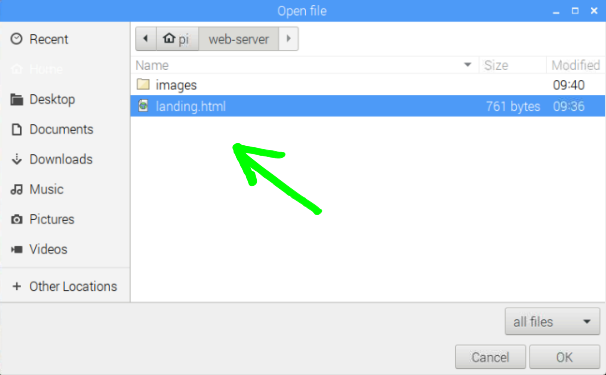 Open file
Recent
Home
Desktop
Documents
Downloads
Music
Pictures
Videos
Other Locations
pi web-server
Name Size Modified
images 09:40
landing.html 761 bytes 09:36
all files
Cancel OK